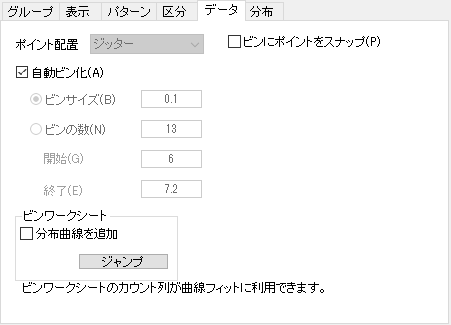 グループ 表示 パターン 区分 データ 分布
ポイント配置 ジッター ビンにポイントをスナップ(P)
自動ビン化(A)
ビンサイズ(B) 0.1
ビンの数(N) 13
開始(G) 6
終了(E) 7.2
ビンワークシート
分布曲線を追加
ジャンプ
ビンワークシートのカウント列が曲線フィットに利用できます。